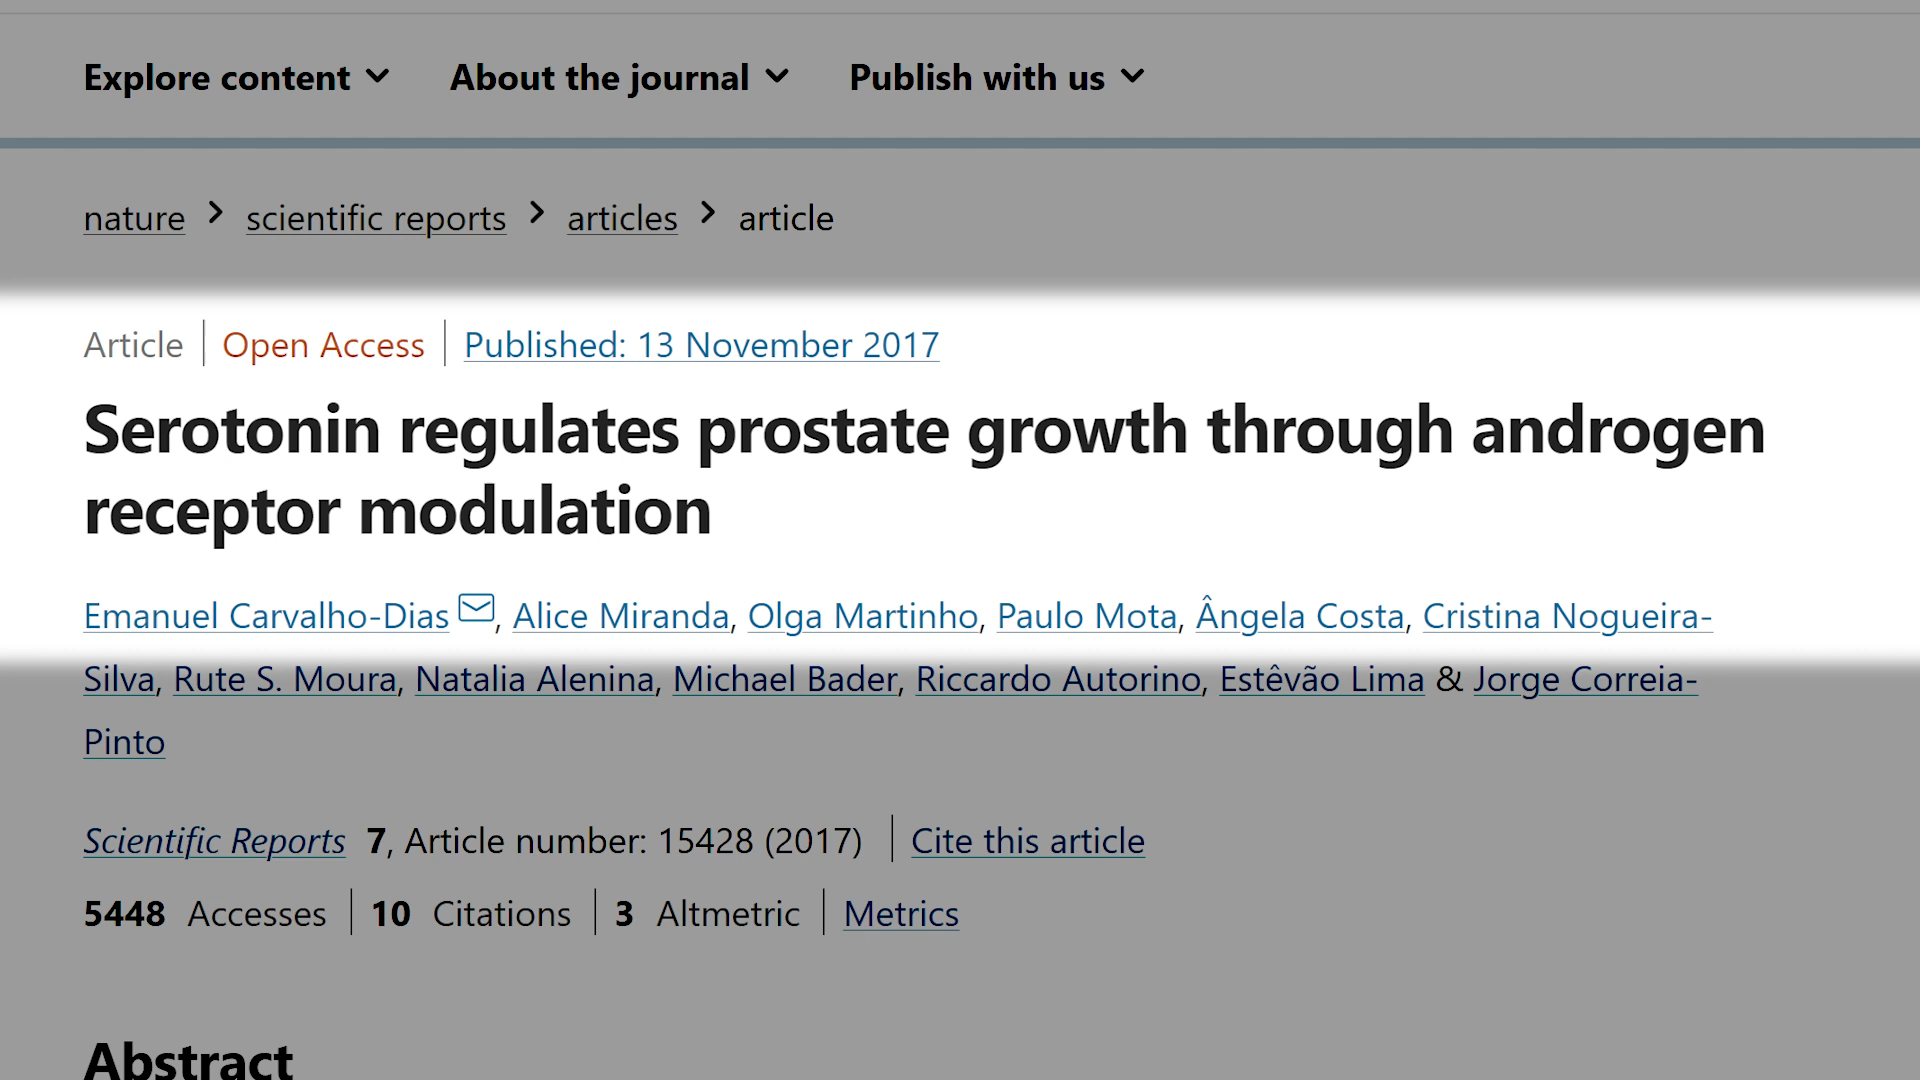 Explore content About the journal Publish with us
nature > scientific reports > articles > article
Article | Open Access | Published: 13 November 2017
Serotonin regulates prostate growth through androgen
receptor modulation
Emanuel Carvalho-Dias, Alice Miranda, Olga Martinho, Paulo Mota, Ângela Costa, Cristina Nogueira-
Silva, Rute S. Moura, Natalia Alenina, Michael Bader, Riccardo Autorino, Estêvão Lima & Jorge Correia-
Pinto
Scientific Reports 7, Article number: 15428 (2017) | Cite this article
5448 Accesses | 10 Citations | 3 Altmetric | Metrics
Abstract